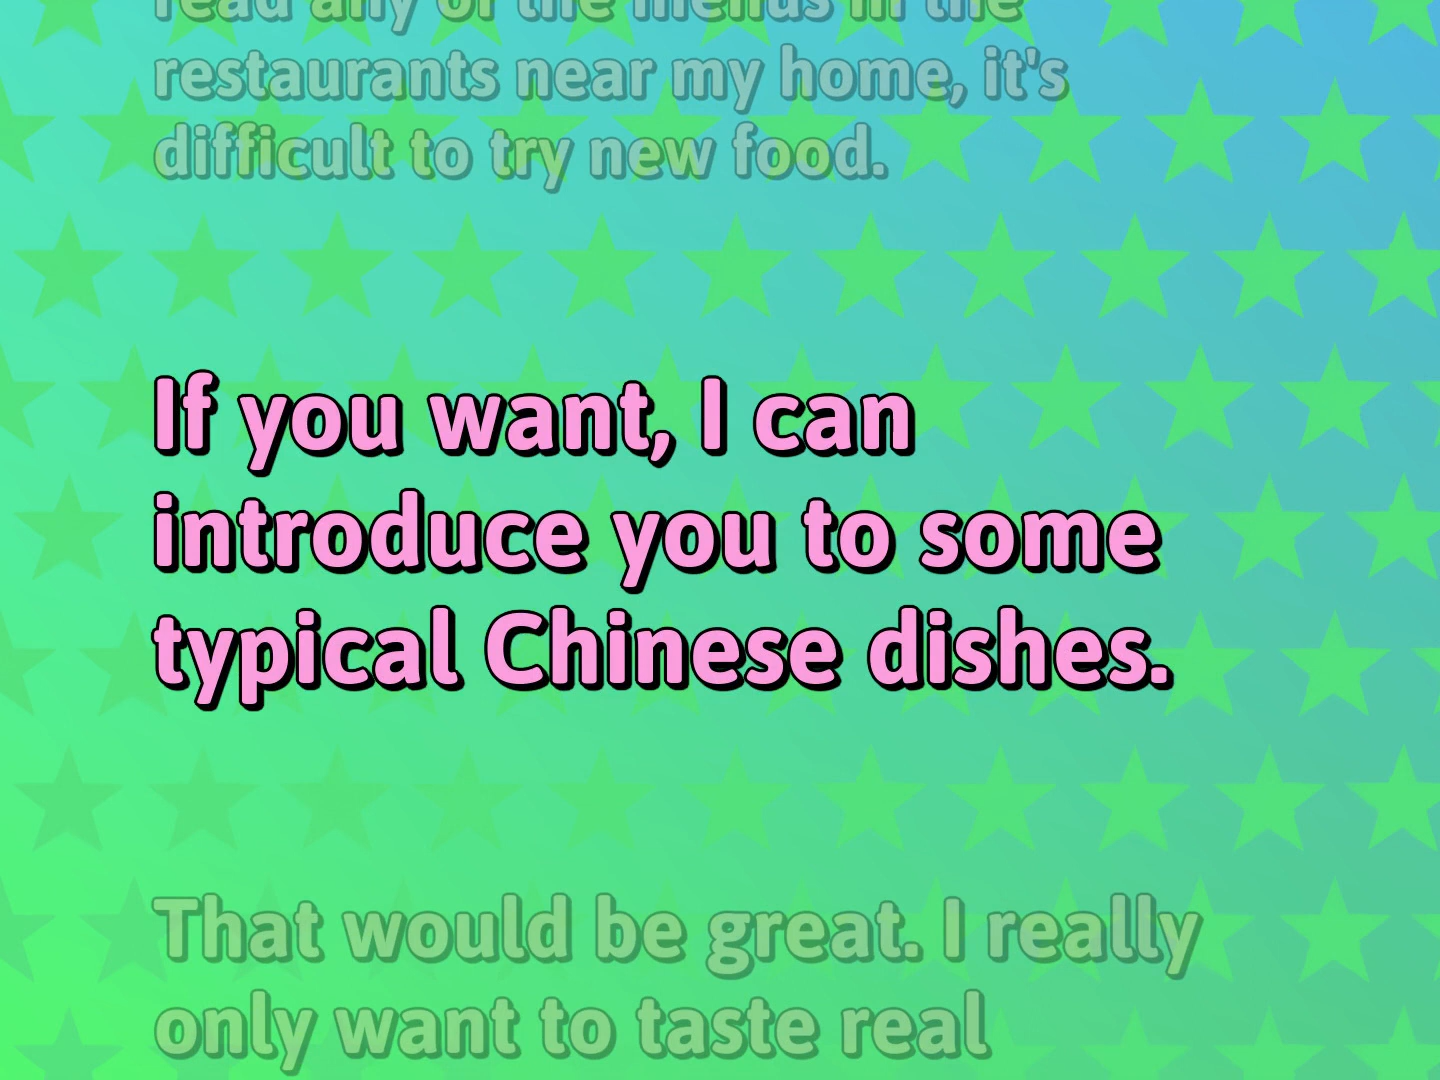 read any of the menus in the
restaurants near my home, it's
difficult to try new food.
If you want, I can
introduce you to some
typical Chinese dishes.
That would be great. I really
only want to taste real